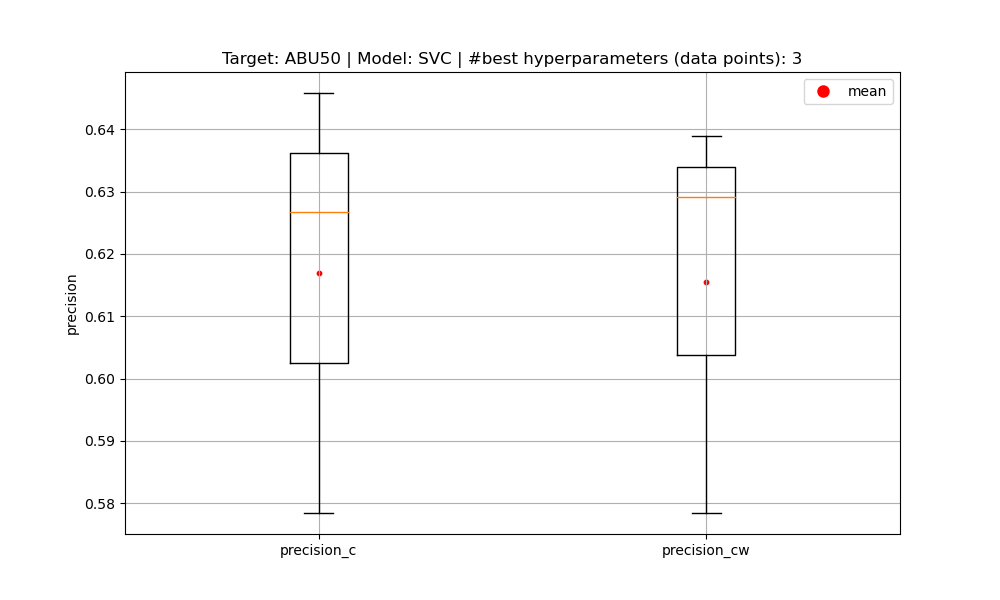 Target: ABU50 | Model: SVC | #best hyperparameters (data points): 3
mean
0.64
0.63
0.62
0.61
0.60
0.59
0.58
precision
precision_c
precision_cw